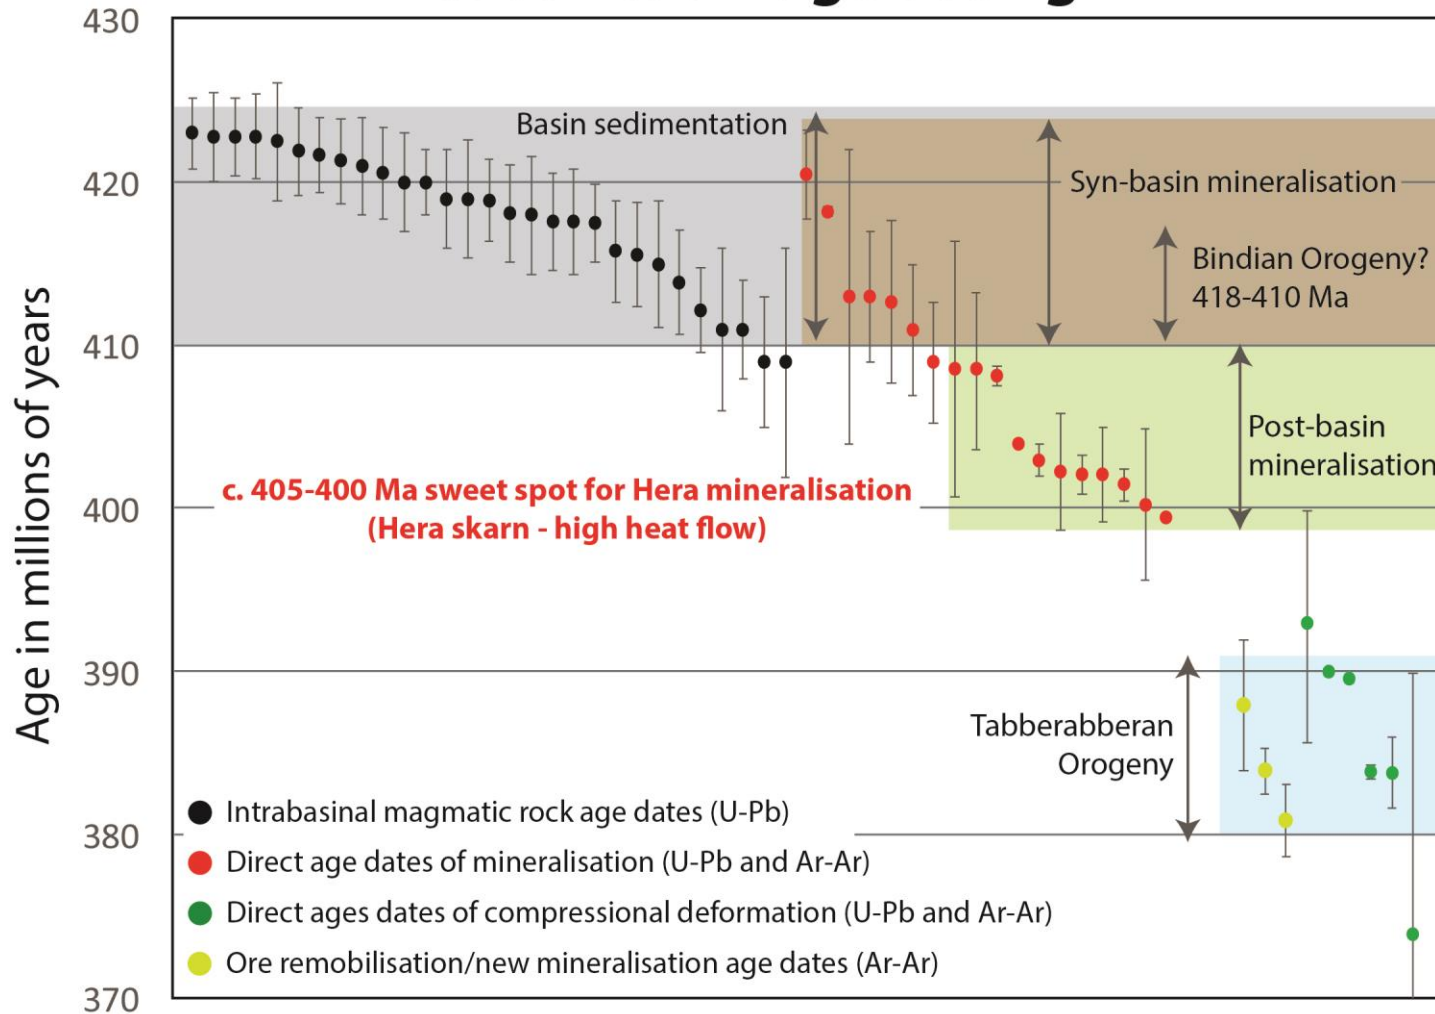 430
420
410
400
390
380
370
Age in millions of years
Basin sedimentation
Syn-basin mineralisation
Bindian Orogeny?
418-410 Ma
Post-basin
mineralisation
c. 405-400 Ma sweet spot for Hera mineralisation
(Hera skarn - high heat flow)
Tabberabberan
Orogeny
Intrabasinal magmatic rock age dates (U-Pb)
Direct age dates of mineralisation (U-Pb and Ar-Ar)
Direct ages dates of compressional deformation (U-Pb and Ar-Ar)
Ore remobilisation/new mineralisation age dates (Ar-Ar)